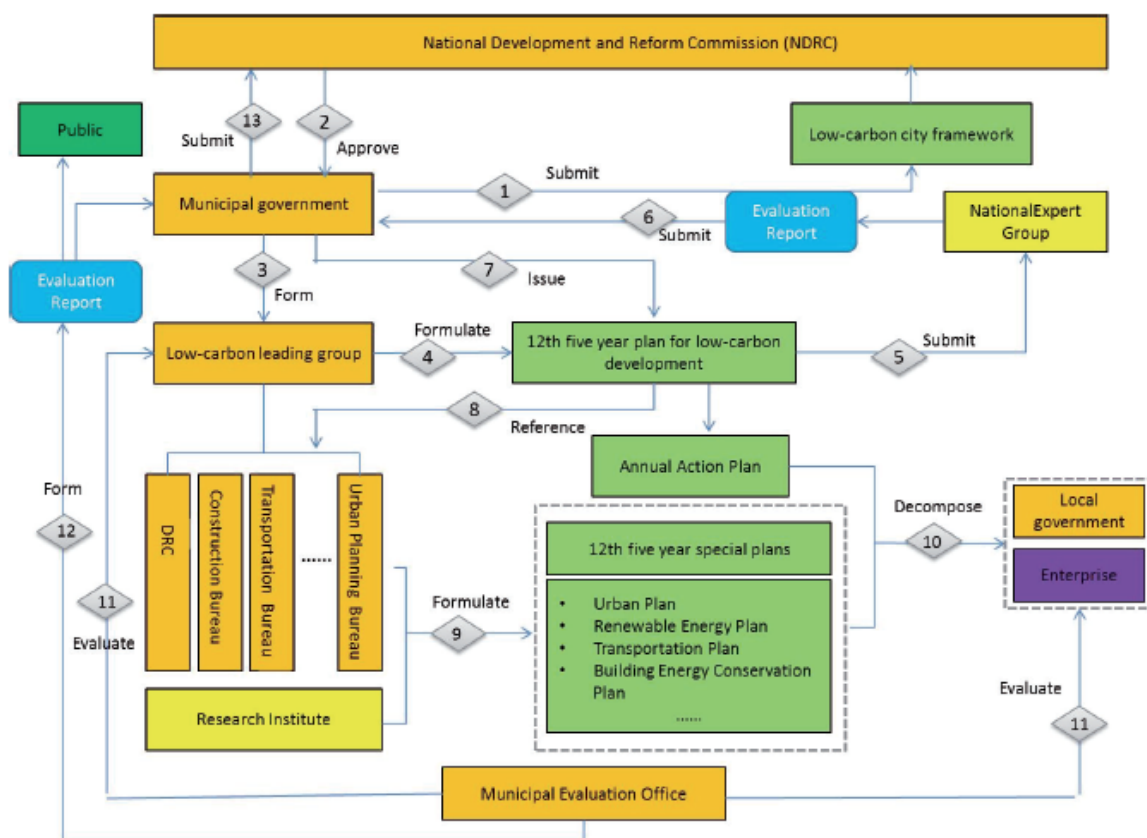 National Development and Reform Commission (NDRC)
Public
13
2
Submit
Approve
Low-carbon city framework
Municipal government
1
Submit
6
Submit
Evaluation
Report
NationalExpert
Group
Evaluation
Report
3
Form
7
Issue
Low-carbon leading group
Formulate
4
12th five year plan for low-carbon
development
5
Submit
8
Reference
Annual Action Plan
Form
12
DRC
Construction Bureau
Transportation Bureau
......
Urban Planning Bureau
Decompose
10
Local
government
Enterprise
12th five year special plans
11
Evaluate
Formulate
9
• Urban Plan
• Renewable Energy Plan
• Transportation Plan
• Building Energy Conservation
Plan
......
Research Institute
Evaluate
11
Municipal Evaluation Office